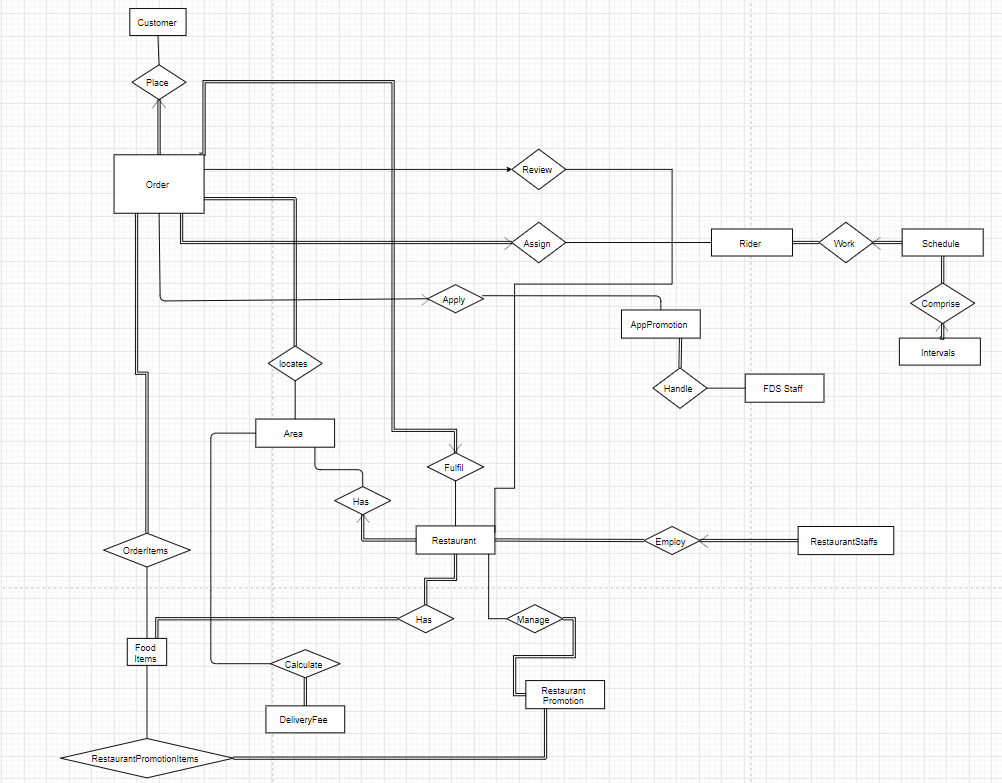 Customer
Place
Order
Review
Assign
Rider
Work
Schedule
Apply
Comprise
AppPromotion
Intervals
locates
Handle
FDS Staff
Area
Fulfil
Has
Restaurant
Employ
RestaurantStaffs
OrderItems
Has
Manage
Food
Items
Calculate
Restaurant
Promotion
DeliveryFee
RestaurantPromotionItems